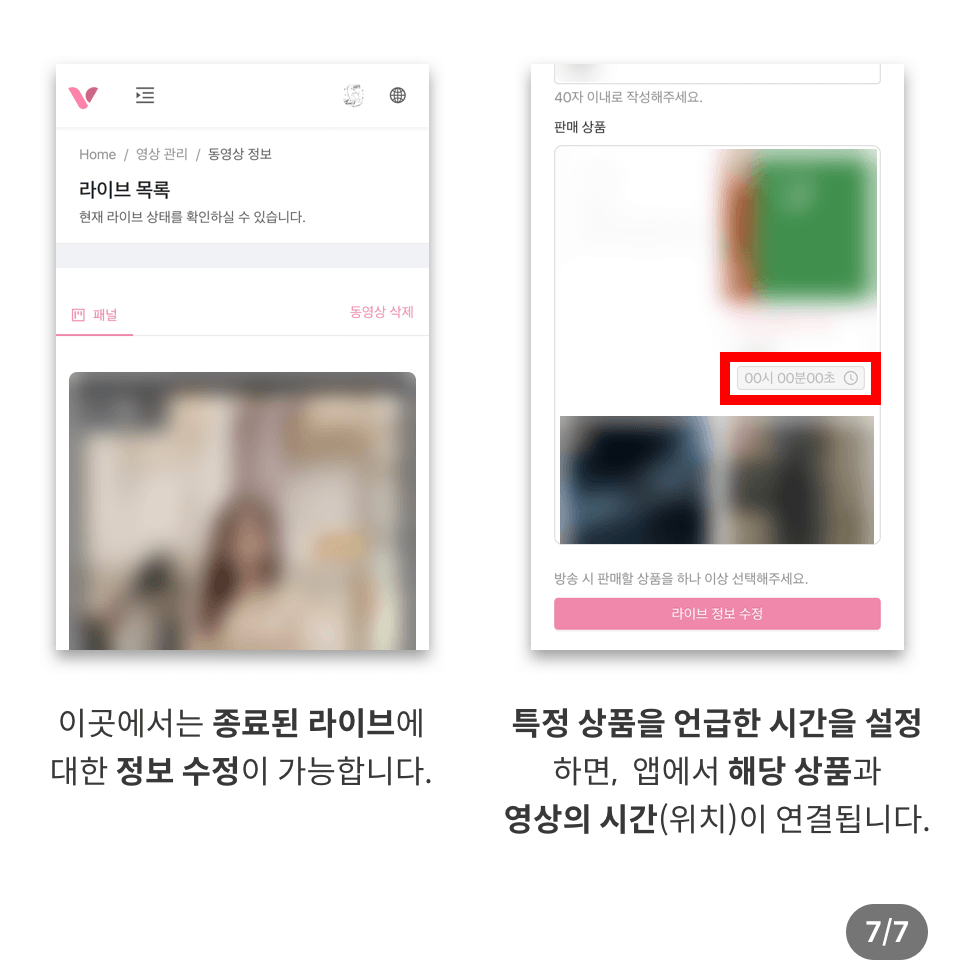 Home / 영상 관리 / 동영상 정보
라이브 목록
현재 라이브 상태를 확인하실 수 있습니다.
패널
동영상 삭제
이곳에서는 종료된 라이브에
대한 정보 수정이 가능합니다.
40자 이내로 작성해주세요.
판매 상품
00시 00분00초
방송 시 판매할 상품을 하나 이상 선택해주세요.
라이브 정보 수정
특정 상품을 언급한 시간을 설정
하면, 앱에서 해당 상품과
영상의 시간(위치)이 연결됩니다.
7/7